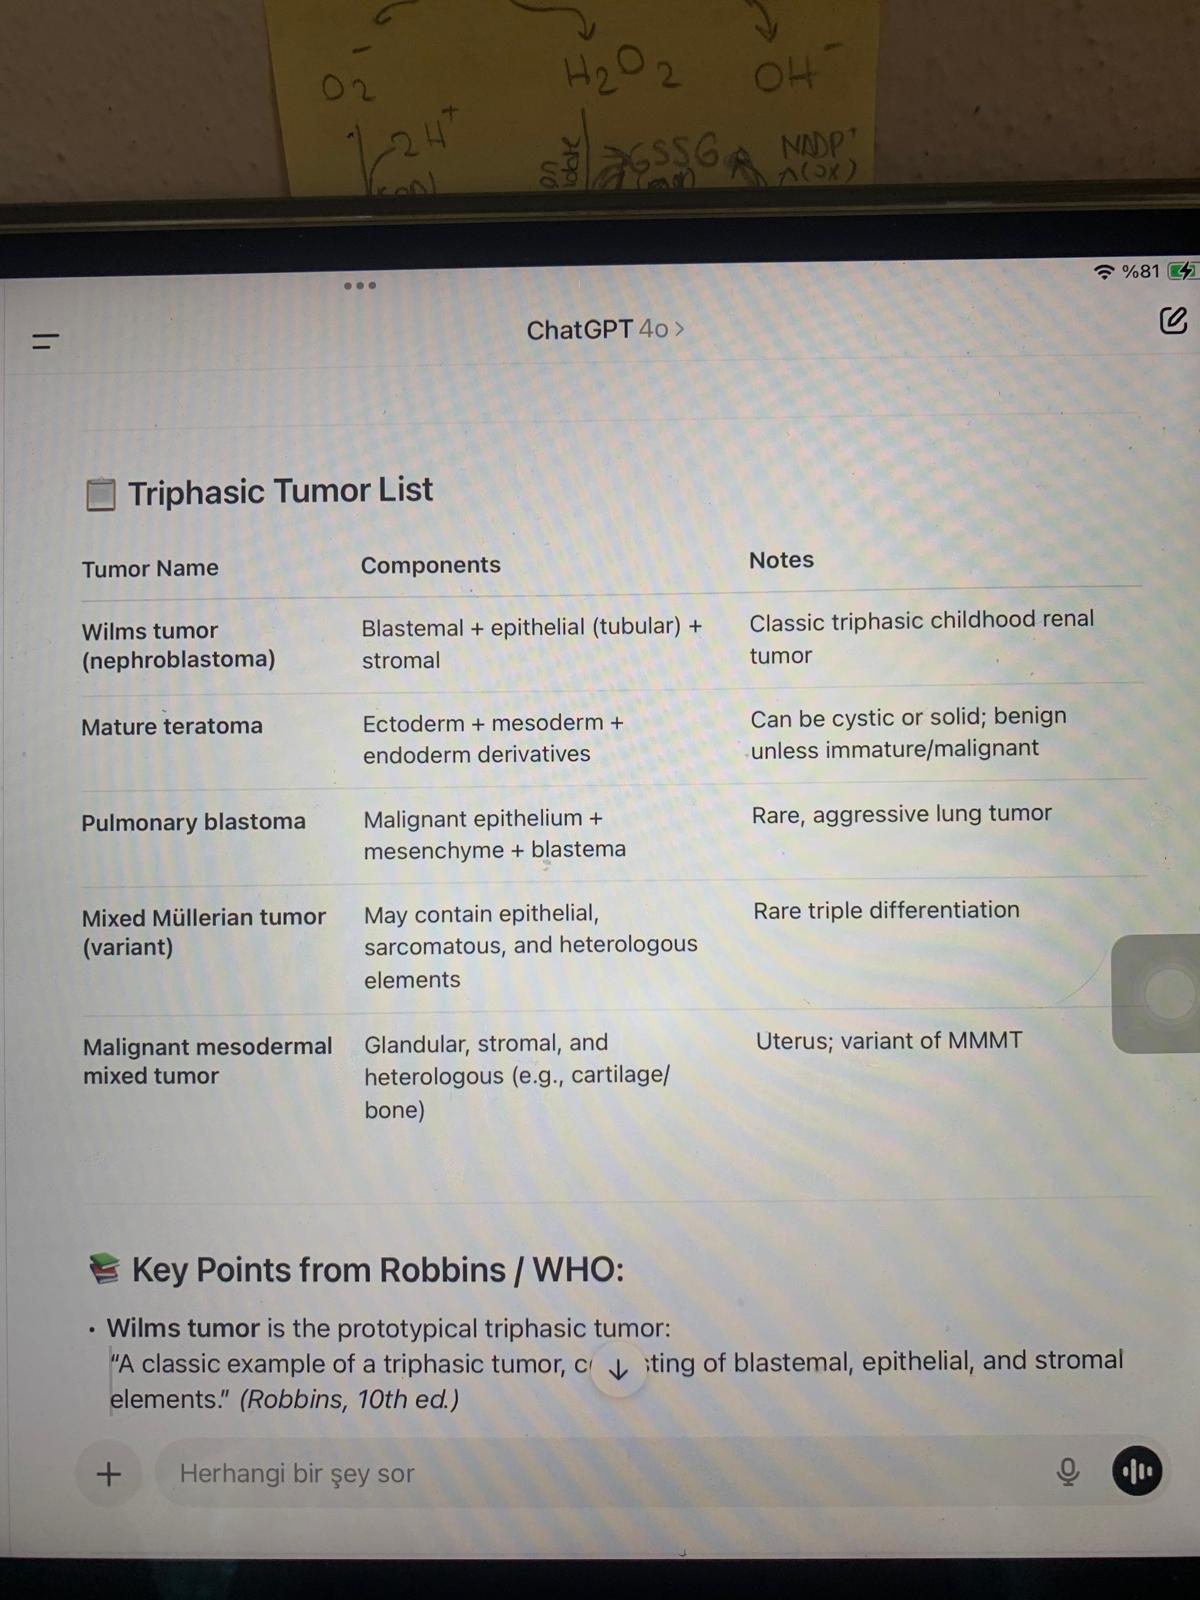 O2-
H2O2
OH-
2H+
GSSG
NADP+
%81
ChatGPT 4o >
📋 Triphasic Tumor List
Tumor Name
Components
Notes
Wilms tumor
(nephroblastoma)
Blastemal + epithelial (tubular) +
stromal
Classic triphasic childhood renal
tumor
Mature teratoma
Ectoderm + mesoderm +
endoderm derivatives
Can be cystic or solid; benign
unless immature/malignant
Pulmonary blastoma
Malignant epithelium +
mesenchyme + blastema
Rare, aggressive lung tumor
Mixed Müllerian tumor
(variant)
May contain epithelial,
sarcomatous, and heterologous
elements
Rare triple differentiation
Malignant mesodermal
mixed tumor
Glandular, stromal, and
heterologous (e.g., cartilage/
bone)
Uterus; variant of MMMT
📚 Key Points from Robbins / WHO:
• Wilms tumor is the prototypical triphasic tumor:
“A classic example of a triphasic tumor, c sting of blastemal, epithelial, and stromal
elements.” (Robbins, 10th ed.)
Herhangi bir şey sor